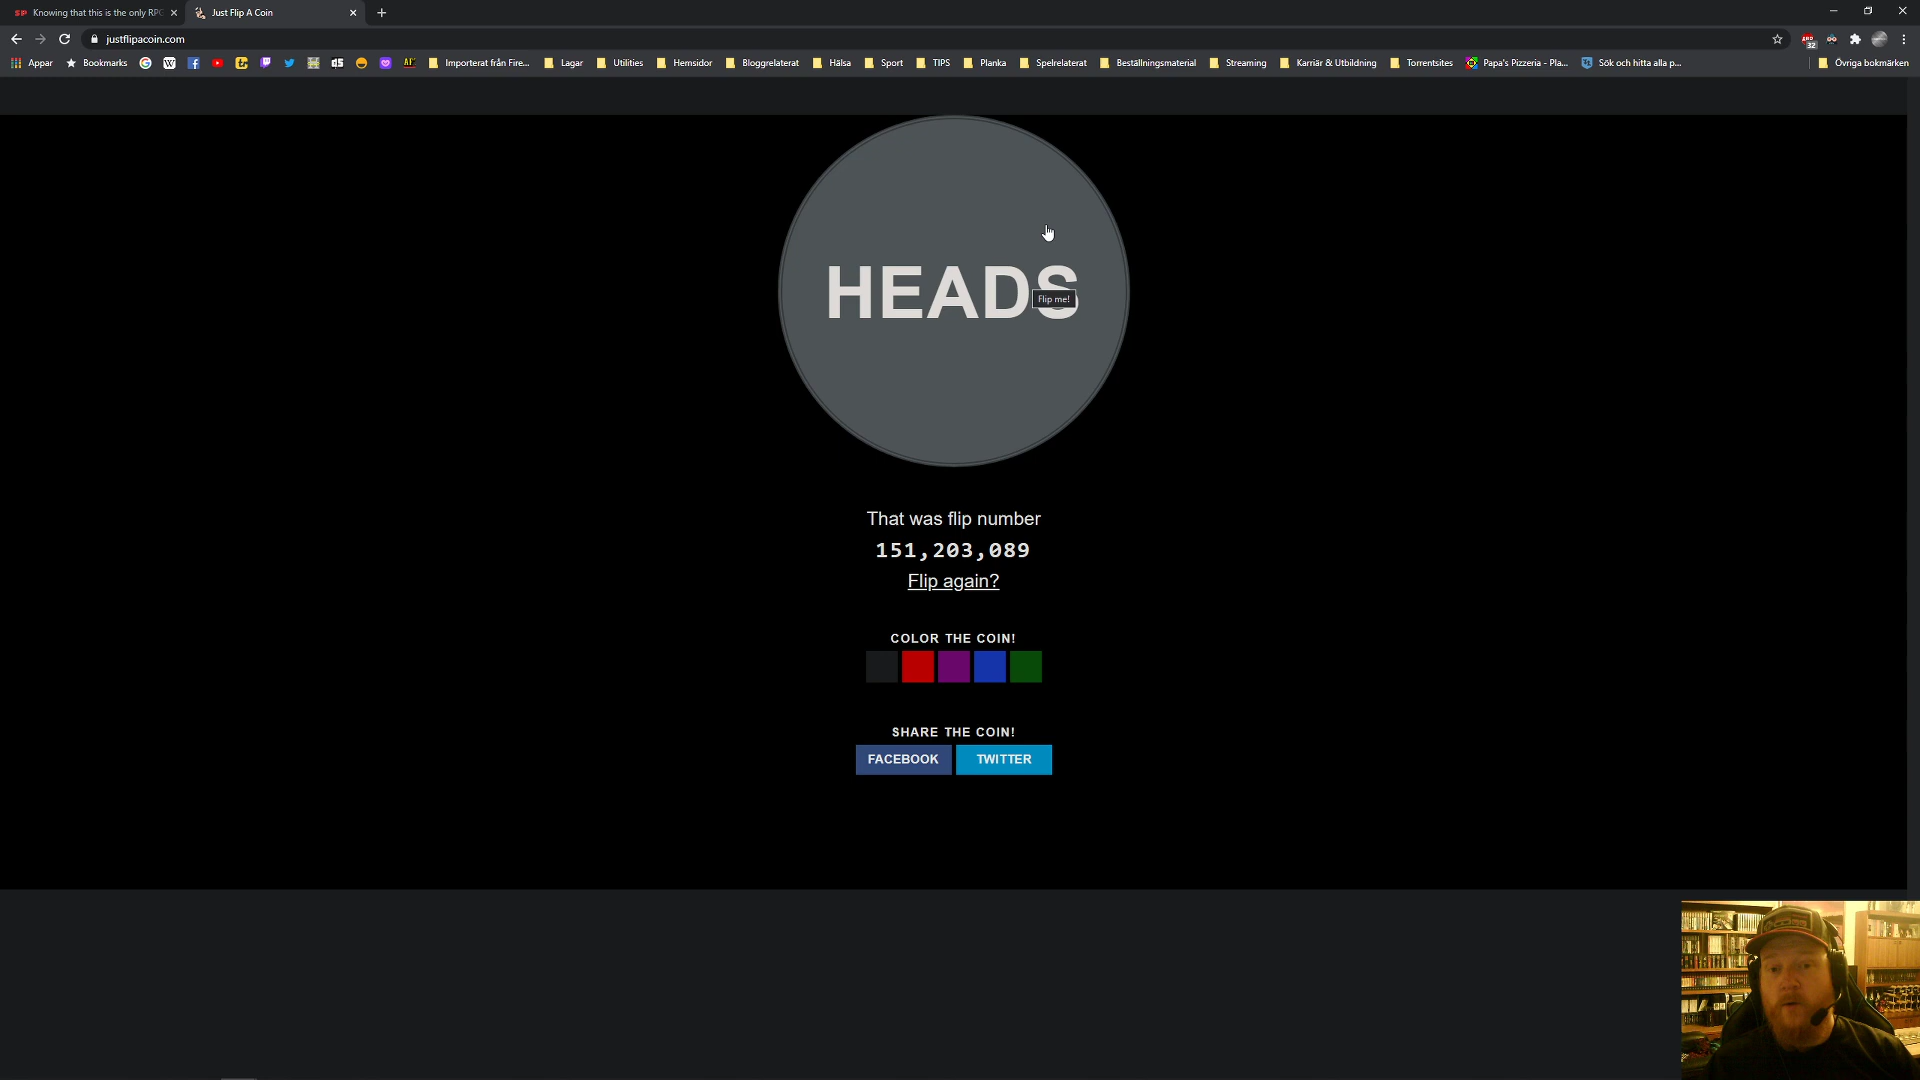 Knowing that this is the only RPG
Just Flip A Coin
justflipacoin.com
32
Appar
Bookmarks
Importerat från Fire...
Lagar
Utilities
Hemsidor
Bloggrelaterat
Hälsa
Sport
TIPS
Planka
Spelrelaterat
Beställningsmaterial
Streaming
Karriär & Utbildning
Torrentsites
Papa's Pizzeria - Pla...
Sök och hitta alla p...
Övriga bokmärken
HEADS
Flip me!
That was flip number
151,203,089
Flip again?
COLOR THE COIN!
SHARE THE COIN!
FACEBOOK
TWITTER